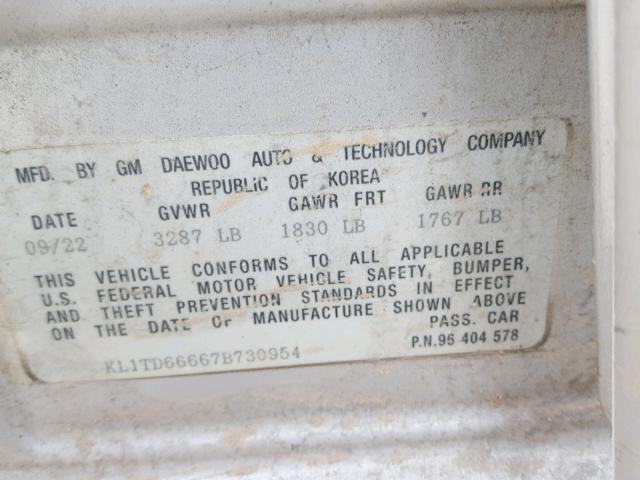 MFD. BY GM DAEWOO AUTO & TECHNOLOGY COMPANY
REPUBLIC OF KOREA
DATE GVWR GAWR FRT GAWR RR
09/22 3287 LB 1830 LB 1767 LB
THIS VEHICLE CONFORMS TO ALL APPLICABLE
U.S. FEDERAL MOTOR VEHICLE SAFETY, BUMPER,
AND THEFT PREVENTION STANDARDS IN EFFECT
ON THE DATE OF MANUFACTURE SHOWN ABOVE
PASS. CAR
KL1TD66667B730954 P.N.96 404 578